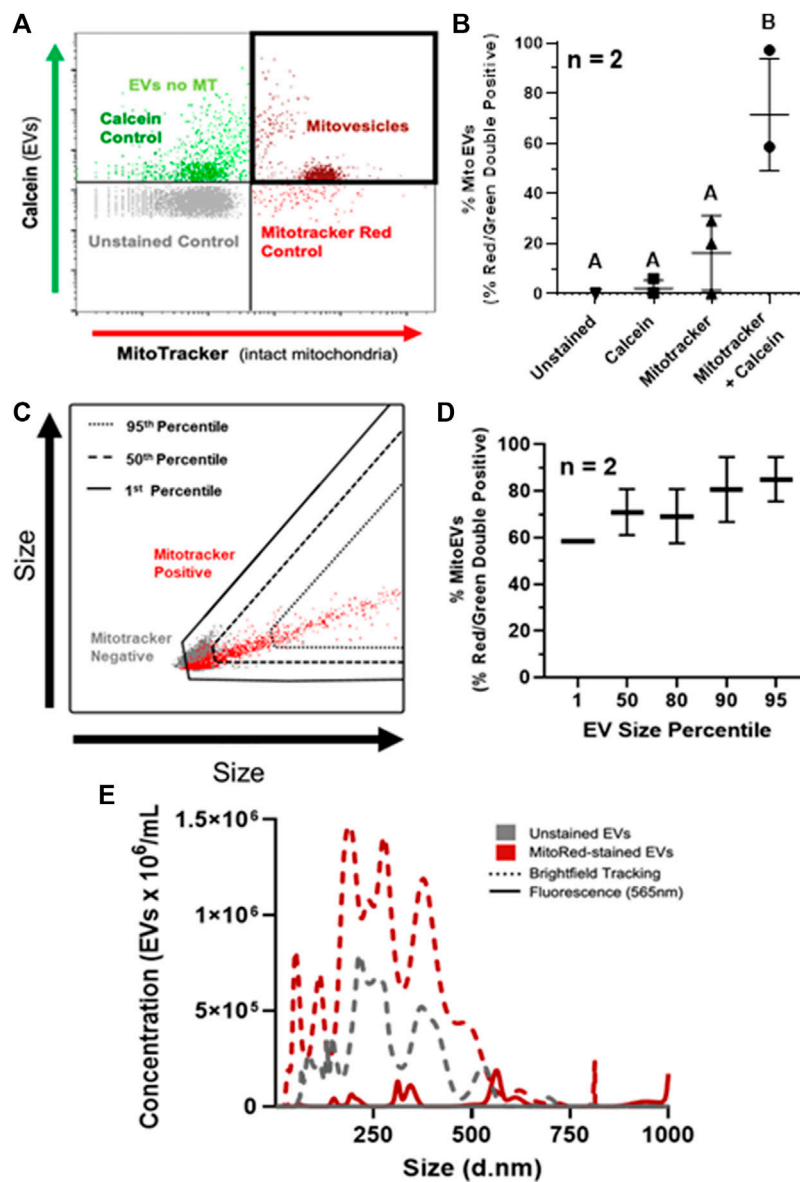 A
Calcein (EVs)
EVs no MT
Calcein
Control
Mitovesicles
Unstained Control
Mitotracker Red
Control
MitoTracker (intact mitochondria)
B
% MitoEVs
(% Red/Green Double Positive)
100
80
60
40
20
0
n = 2
A
A
A
B
Unstained
Calcein
Mitotracker
Mitotracker
+ Calcein
C
Size
95th Percentile
50th Percentile
1st Percentile
Mitotracker
Positive
Mitotracker
Negative
Size
D
% MitoEVs
(% Red/Green Double Positive)
100
80
60
40
20
0
n = 2
1 50 80 90 95
EV Size Percentile
E
Concentration (EVs x 10⁶/mL
1.5×10⁶
1×10⁶
5×10⁵
0
Unstained EVs
MitoRed-stained EVs
Brightfield Tracking
Fluorescence (565nm)
250 500 750 1000
Size (d.nm)